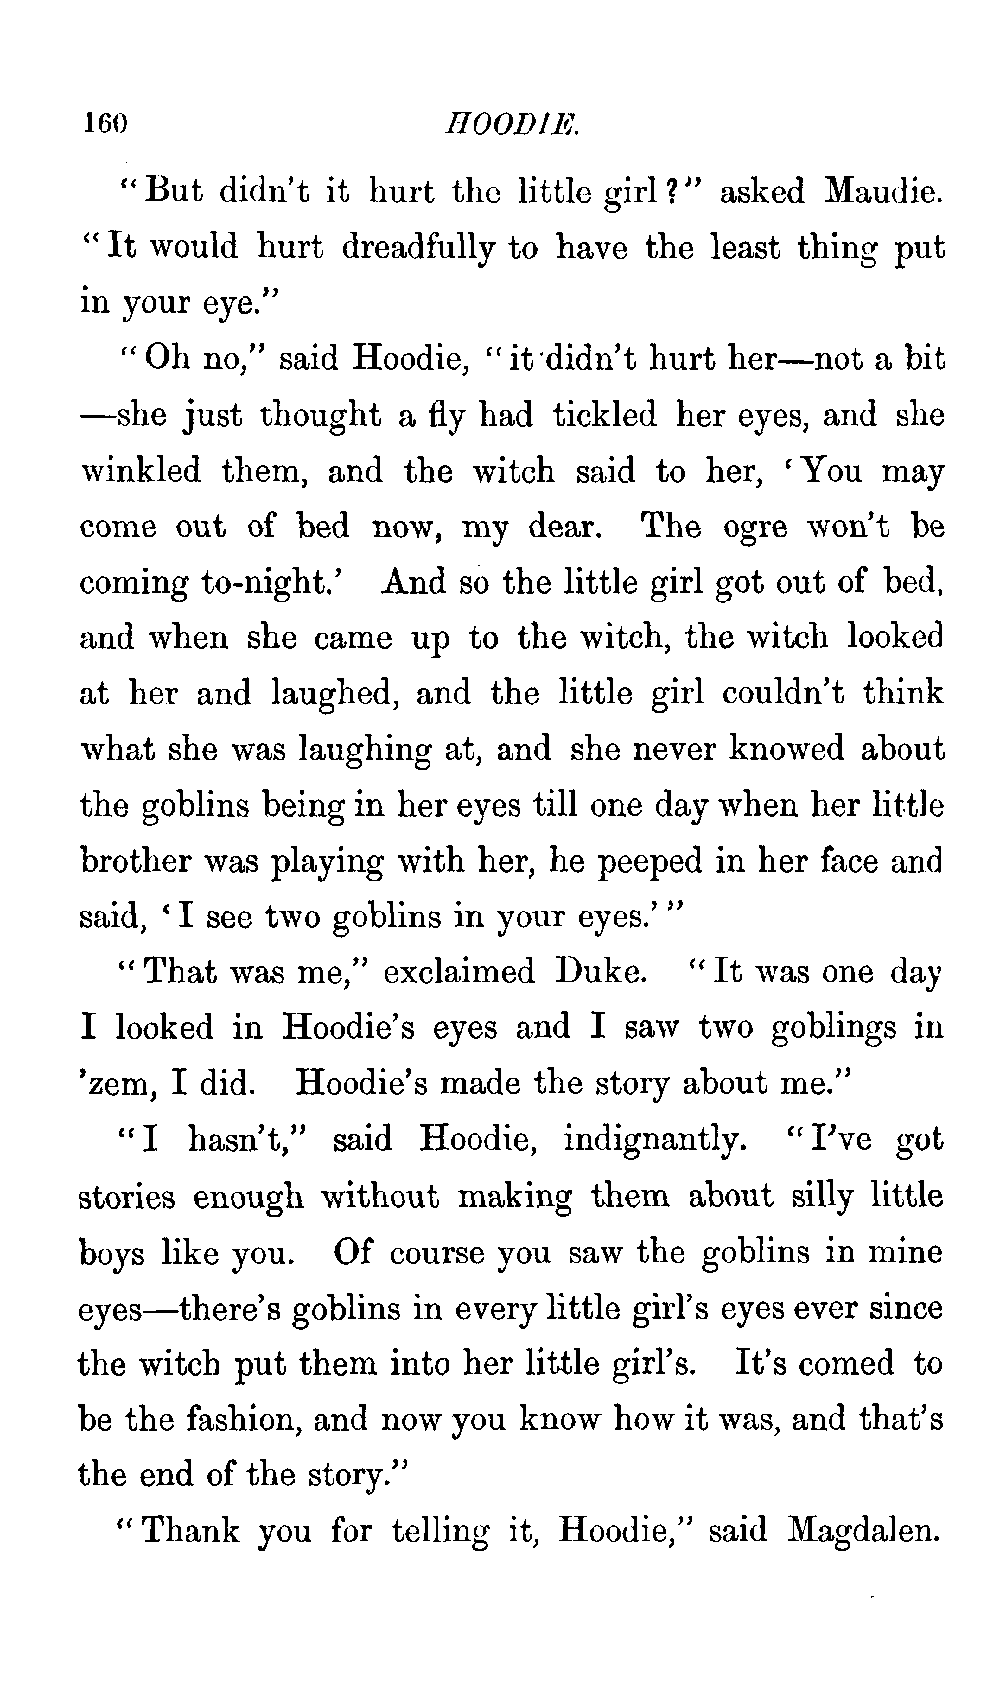 160 HOODIE.
“But didn’t it hurt the little girl?” asked Maudie.
“It would hurt dreadfully to have the least thing put
in your eye.”
“Oh no,” said Hoodie, “it didn’t hurt her—not a bit
—she just thought a fly had tickled her eyes, and she
winkled them, and the witch said to her, ‘You may
come out of bed now, my dear. The ogre won’t be
coming to-night.’ And so the little girl got out of bed,
and when she came up to the witch, the witch looked
at her and laughed, and the little girl couldn’t think
what she was laughing at, and she never knowed about
the goblins being in her eyes till one day when her little
brother was playing with her, he peeped in her face and
said, ‘I see two goblins in your eyes.’”
“That was me,” exclaimed Duke. “It was one day
I looked in Hoodie’s eyes and I saw two goblings in
’zem, I did. Hoodie’s made the story about me.”
“I hasn’t,” said Hoodie, indignantly. “I’ve got
stories enough without making them about silly little
boys like you. Of course you saw the goblins in mine
eyes—there’s goblins in every little girl’s eyes ever since
the witch put them into her little girl’s. It’s comed to
be the fashion, and now you know how it was, and that’s
the end of the story.”
“Thank you for telling it, Hoodie,” said Magdalen.